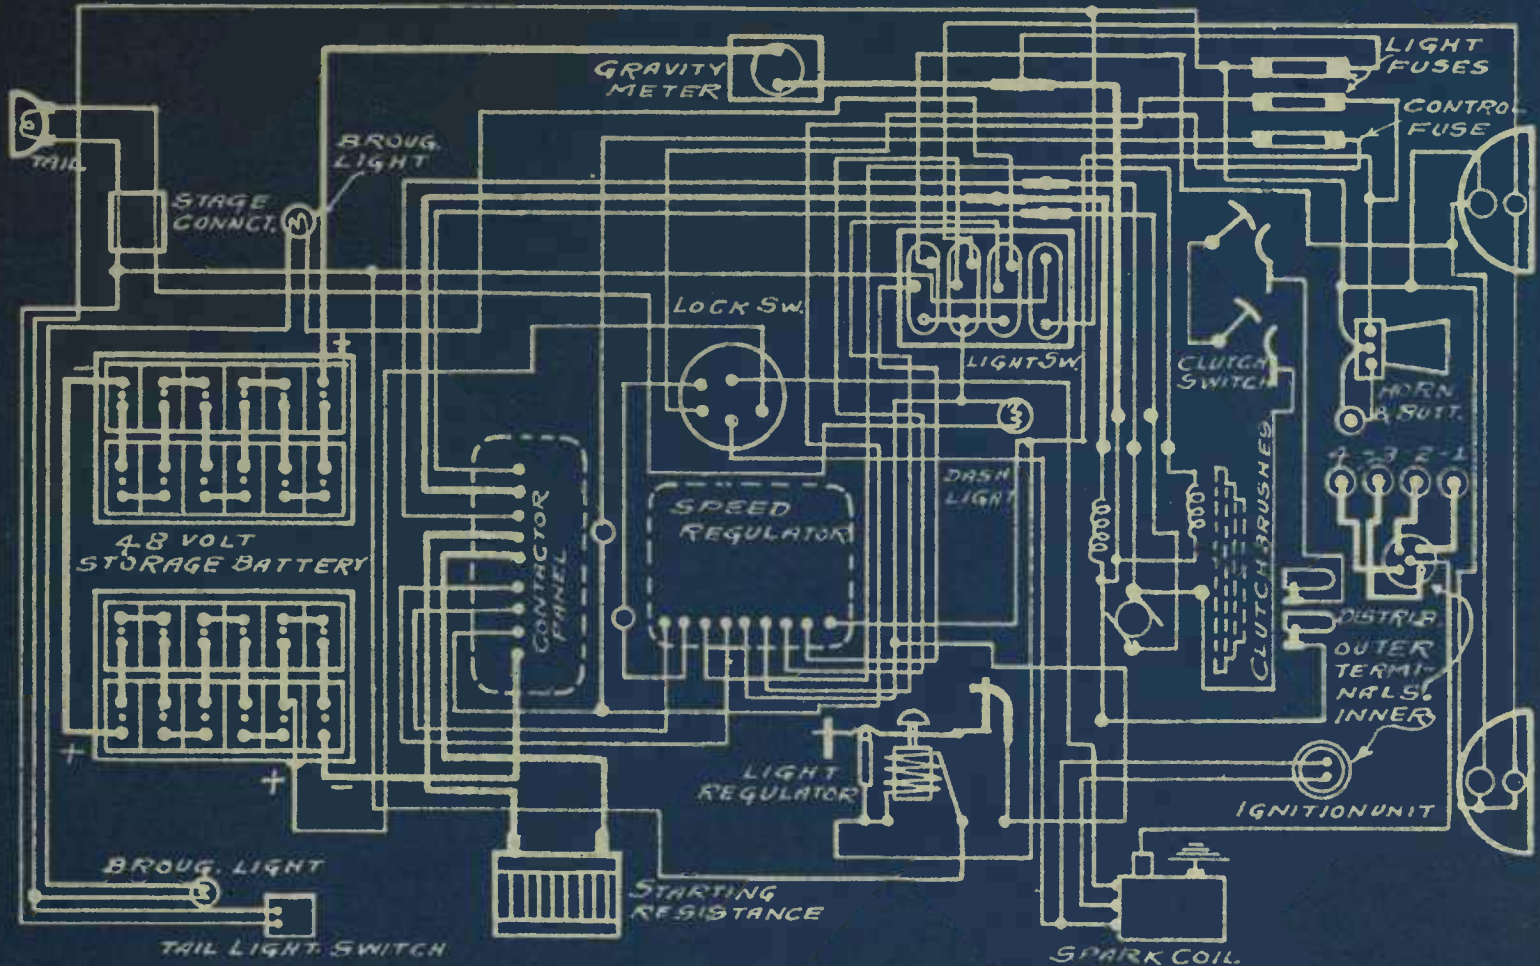 LIGHT
FUSES
GRAVITY
METER
CONTRO
FUSE
BROUG.
LIGHT
TAIL
STAGE
CONNCT.
LOCK SW.
LIGHT SW.
CLUTCH
SWITCH
HORN
& BUTT.
4-3 2-1
DASH
LIGHT
SPEED
REGULATOR
CONTACTOR
PANEL
CLUTCH BRUSHES
48 VOLT
STORAGE BATTERY
- +
+ + -
DISTRIB.
OUTER
TERMI-
NALS.
INNER
LIGHT
REGULATOR
IGNITION UNIT
BROUG. LIGHT
STARTING
RESISTANCE
TAIL LIGHT SWITCH
SPARK COIL.